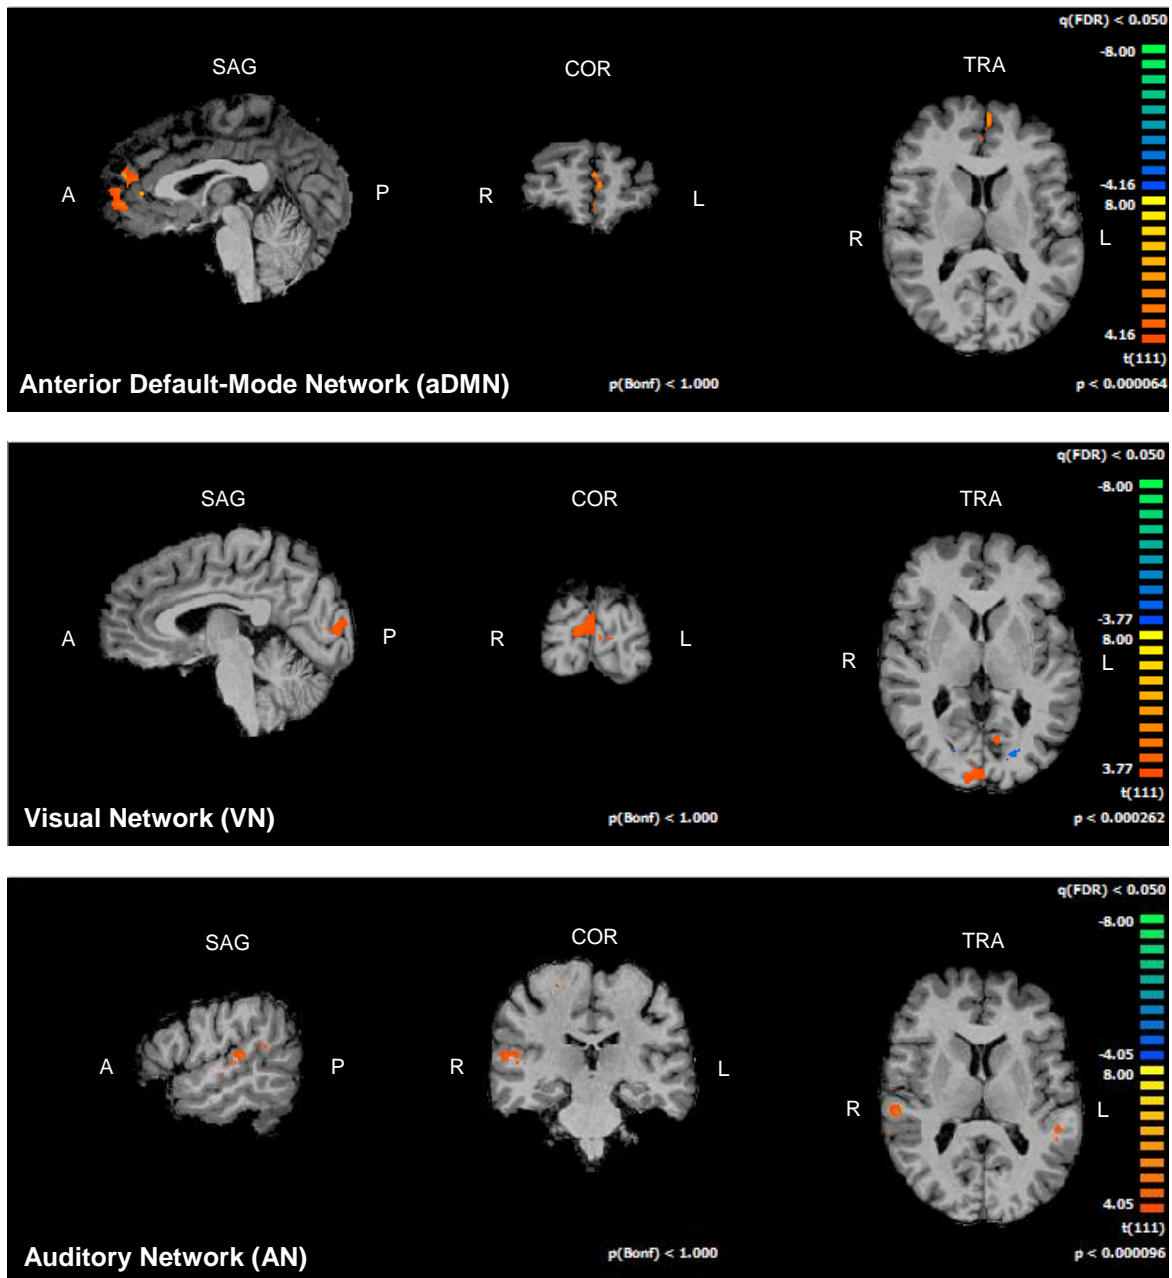 q(FDR) < 0.050
-8.00
SAG COR TRA
-4.16
8.00
A P R L R L
4.16
t(111)
Anterior Default-Mode Network (aDMN) p(Bonf) < 1.000 p < 0.000064
q(FDR) < 0.050
-8.00
SAG COR TRA
-3.77
8.00
A P R L R L
3.77
t(111)
Visual Network (VN) p(Bonf) < 1.000 p < 0.000262
q(FDR) < 0.050
-8.00
SAG COR TRA
-4.05
8.00
A P R L R L
4.05
t(111)
Auditory Network (AN) p(Bonf) < 1.000 p < 0.000096